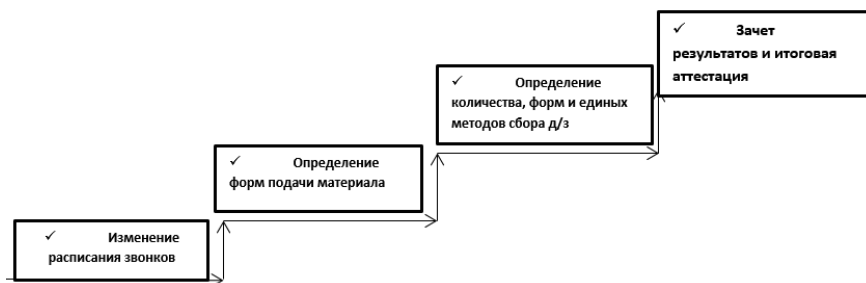 ✓ Зачет
результатов и итоговая
аттестация
✓ Определение
количества, форм и единых
методов сбора д/з
✓ Определение
форм подачи материала
✓ Изменение
расписания звонков